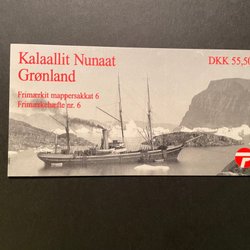 Kalaallit Nunaat
Grønland
DKK 55,50
Frimærkit mappersakkat 6
Frimærkehæfte nr. 6